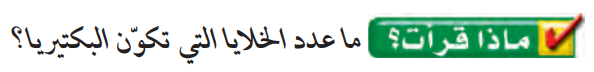 ماذا قرأت؟ ما عدد الخلايا التي تكوّن البكتيريا؟